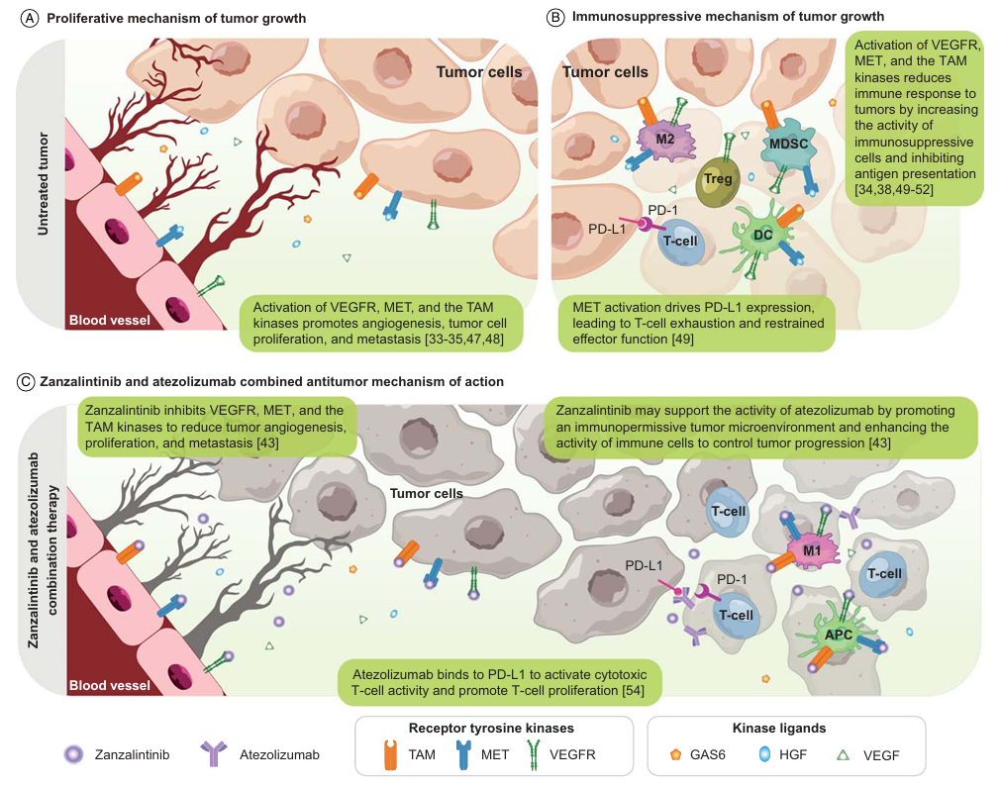 A Proliferative mechanism of tumor growth
Untreated tumor
Tumor cells
Blood vessel
Activation of VEGFR, MET, and the TAM
kinases promotes angiogenesis, tumor cell
proliferation, and metastasis [33-35,47,48]
B Immunosuppressive mechanism of tumor growth
Tumor cells
Activation of VEGFR,
MET, and the TAM
kinases reduces
immune response to
tumors by increasing
the activity of
immunosuppressive
cells and inhibiting
antigen presentation
[34,38,49-52]
M2
MDSC
Treg
PD-1
PD-L1
T-cell
DC
MET activation drives PD-L1 expression,
leading to T-cell exhaustion and restrained
effector function [49]
C Zanzalintinib and atezolizumab combined antitumor mechanism of action
Zanzalintinib and atezolizumab
combination therapy
Zanzalintinib inhibits VEGFR, MET, and the
TAM kinases to reduce tumor angiogenesis,
proliferation, and metastasis [43]
Zanzalintinib may support the activity of atezolizumab by promoting
an immunopermissive tumor microenvironment and enhancing the
activity of immune cells to control tumor progression [43]
Tumor cells
T-cell
M1
PD-L1
PD-1
T-cell
T-cell
APC
Blood vessel
Atezolizumab binds to PD-L1 to activate cytotoxic
T-cell activity and promote T-cell proliferation [54]
Zanzalintinib
Atezolizumab
Receptor tyrosine kinases
TAM
MET
VEGFR
Kinase ligands
GAS6
HGF
VEGF